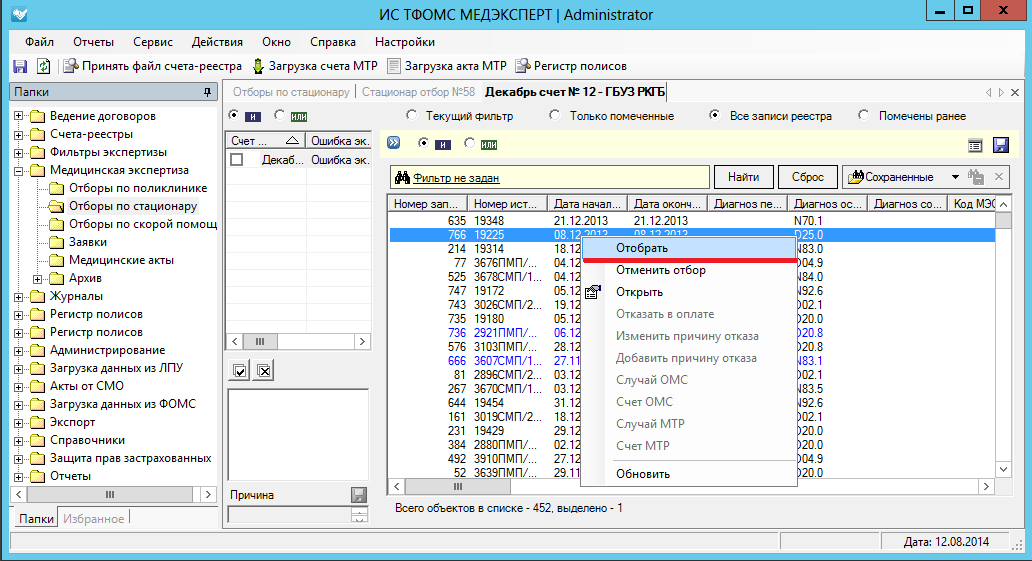 ИС ТФОМС МЕДЭКСПЕРТ | Administrator
Файл Отчеты Сервис Действия Окно Справка Настройки
Принять файл счета-реестра Загрузка счета МТР Загрузка акта МТР Регистр полисов
Папки
Ведение договоров
Счета-реестры
Фильтры экспертизы
Медицинская экспертиза
Отборы по поликлинике
Отборы по стационару
Отборы по скорой помощ
Заявки
Медицинские акты
Архив
Журналы
Регистр полисов
Регистр полисов
Администрирование
Загрузка данных из ЛПУ
Акты от СМО
Загрузка данных из ФОМС
Экспорт
Справочники
Защита прав застрахованных
Отчеты
Папки Избранное
Отборы по стационару Стационар отбор №58 Декабрь счет № 12 - ГБУЗ РКГБ
и или
Счет ... Ошибка эк.
Декаб... Ошибка эк.
Причина
Текущий фильтр Только помеченные Все записи реестра Помечены ранее
и или
Фильтр не задан Найти Сброс Сохраненные
Номер зап... Номер ист... Дата начал... Дата оконч... Диагноз пе... Диагноз ос... Диагноз со... Код МЭС
635 19348 21.12.2013 21.12.2013 N70.1
766 19225 08.12.2013 08.12.2013 D25.0
214 19314 18.12 N83.0
77 3676ПМП/... 04.12 O04.9
525 3678СМП/1... 04.12 N84.0
747 19172 05.12 N92.6
743 3026СМП/2... 19.12 O02.1
735 19180 05.12 O20.0
736 2921ПМП/... 06.12 O20.8
576 3103ПМП/... 28.12 O20.8
666 3607СМП/1... 27.11 N83.1
81 2896СМП/2... 03.12 O02.1
267 3670СМП/1... 03.12 N83.5
644 19454 31.12 N92.6
161 3019СМП/2... 18.12 O02.1
231 19429 29.12 O20.0
384 2880ПМП/... 02.12 O20.0
492 3910ПМП/... 27.12 O20.0
52 3639ПМП/... 29.11 O20.0
Отобрать
Отменить отбор
Открыть
Отказать в оплате
Изменить причину отказа
Добавить причину отказа
Случай ОМС
Счет ОМС
Случай МТР
Счет МТР
Обновить
Всего объектов в списке - 452, выделено - 1
Дата: 12.08.2014